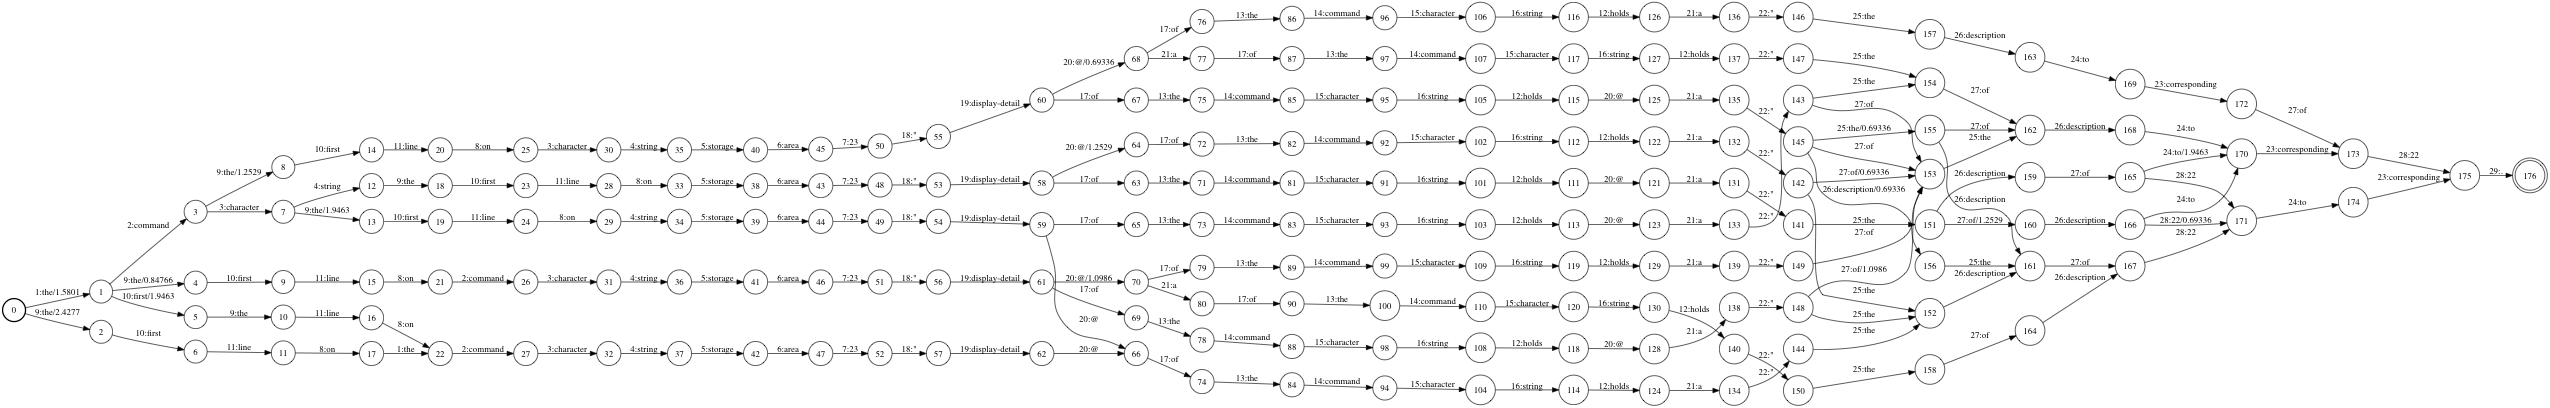 17:of 76 13:the 86 14:command 96 15:character 106 16:string 116 12:holds 126 21:a 136 22:" 146 25:the 157 26:description 163 24:to 169 23:corresponding 172 27:of
20:@/0.69336 68 21:a 77 17:of 87 13:the 97 14:command 107 15:character 117 16:string 127 12:holds 137 22:" 147 25:the 154 27:of
19:display-detail 60 17:of 67 13:the 75 14:command 85 15:character 95 16:string 105 12:holds 115 20:@ 125 21:a 135 22:" 143 25:the 27:of
9:the/1.2529 8 10:first 14 11:line 20 8:on 25 3:character 30 4:string 35 5:storage 40 6:area 45 7:23 50 18:" 55
20:@/1.2529 64 17:of 72 13:the 82 14:command 92 15:character 102 16:string 112 12:holds 122 21:a 132 22:" 145 25:the/0.69336 155 27:of 162 26:description 168 24:to
27:of 25:the 170 23:corresponding 173 28:22 175 29:. 176
4:string 12 9:the 18 10:first 23 11:line 28 8:on 33 5:storage 38 6:area 43 7:23 48 18:" 53 19:display-detail 58 17:of 63 13:the 71 14:command 81 15:character 91 16:string 101 12:holds 111 20:@ 121 21:a 131 22:" 142 27:of/0.69336 153 26:description 159 27:of 165 24:to/1.9463 28:22
26:description/0.69336 26:description 24:to 23:corresponding 174
2:command 3 3:character 7 9:the/1.9463 13 10:first 19 11:line 24 8:on 29 4:string 34 5:storage 39 6:area 44 7:23 49 18:" 54 19:display-detail 59 17:of 65 13:the 73 14:command 83 15:character 93 16:string 103 12:holds 113 20:@ 123 21:a 133 22:" 141 25:the 151 27:of/1.2529 160 26:description 166 28:22/0.69336 171 24:to
27:of 28:22
1:the/1.5801 1 9:the/0.84766 4 10:first 9 11:line 15 8:on 21 2:command 26 3:character 31 4:string 36 5:storage 41 6:area 46 7:23 51 18:" 56 19:display-detail 61 20:@/1.0986 70 17:of 79 13:the 89 14:command 99 15:character 109 16:string 119 12:holds 129 21:a 139 22:" 149 27:of/1.0986 156 25:the 26:description 161 27:of 167
10:first/1.9463 5 9:the 10 11:line 16 8:on
17:of 21:a 80 17:of 90 13:the 100 14:command 110 15:character 120 16:string 130 12:holds 138 22:" 148 25:the 25:the 152 26:description
0 9:the/2.4277 2 10:first
20:@ 69 13:the 78 14:command 88 15:character 98 16:string 108 12:holds 118 20:@ 128 21:a 140 22:" 144 25:the 164
6 11:line 11 8:on 17 1:the 22 2:command 27 3:character 32 4:string 37 5:storage 42 6:area 47 7:23 52 18:" 57 19:display-detail 62 20:@ 66
17:of 74 13:the 84 14:command 94 15:character 104 16:string 114 12:holds 124 21:a 134 22:" 150 25:the 158 27:of